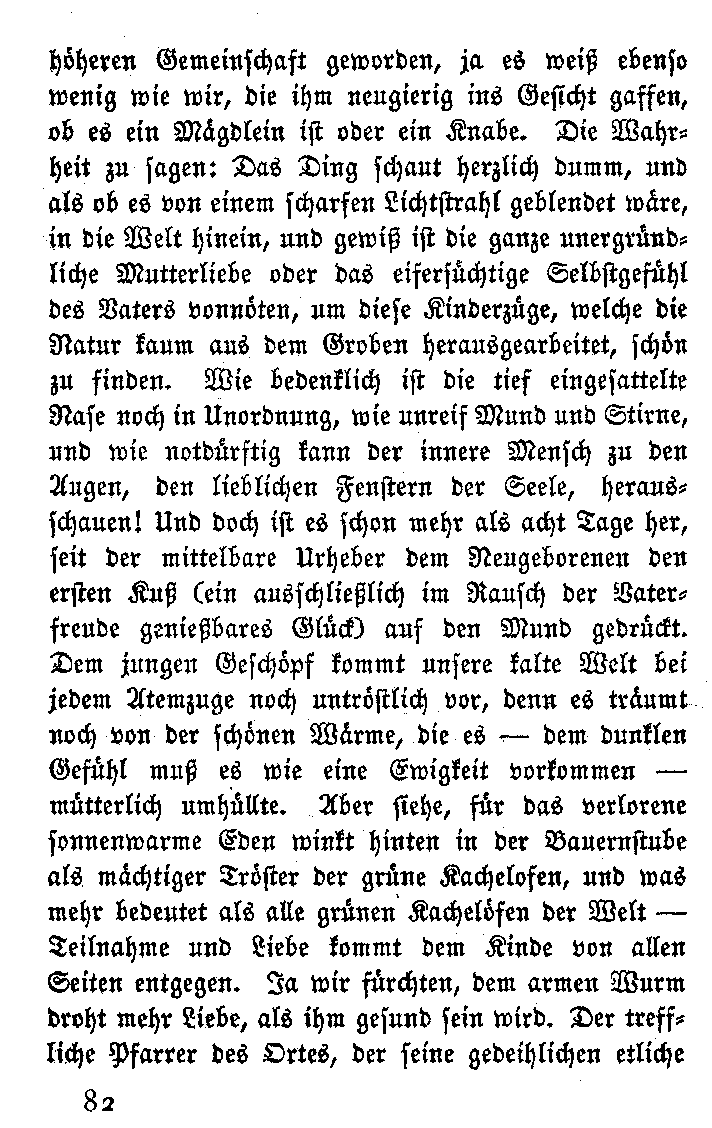 höheren Gemeinschaft geworden, ja es weiß ebenso
wenig wie wir, die ihm neugierig ins Gesicht gaffen,
ob es ein Mägdlein ist oder ein Knabe. Die Wahr-
heit zu sagen: Das Ding schaut herzlich dumm, und
als ob es von einem scharfen Lichtstrahl geblendet wäre,
in die Welt hinein, und gewiß ist die ganze unergründ-
liche Mutterliebe oder das eifersüchtige Selbstgefühl
des Vaters vonnöten, um diese Kinderzüge, welche die
Natur kaum aus dem Groben herausgearbeitet, schön
zu finden. Wie bedenklich ist die tief eingesattelte
Nase noch in Unordnung, wie unreif Mund und Stirne,
und wie notdürftig kann der innere Mensch zu den
Augen, den lieblichen Fenstern der Seele, heraus-
schauen! Und doch ist es schon mehr als acht Tage her,
seit der mittelbare Urheber dem Neugeborenen den
ersten Kuß (ein ausschließlich im Rausch der Vater-
freude genießbares Glück) auf den Mund gedrückt.
Dem jungen Geschöpf kommt unsere kalte Welt bei
jedem Atemzuge noch untröstlich vor, denn es träumt
noch von der schönen Wärme, die es — dem dunklen
Gefühl muß es wie eine Ewigkeit vorkommen —
mütterlich umhüllte. Aber siehe, für das verlorene
sonnenwarme Eden winkt hinten in der Bauernstube
als mächtiger Tröster der grüne Kachelofen, und was
mehr bedeutet als alle grünen Kachelöfen der Welt —
Teilnahme und Liebe kommt dem Kinde von allen
Seiten entgegen. Ja wir fürchten, dem armen Wurm
droht mehr Liebe, als ihm gesund sein wird. Der treff-
liche Pfarrer des Ortes, der seine gedeihlichen etliche
82